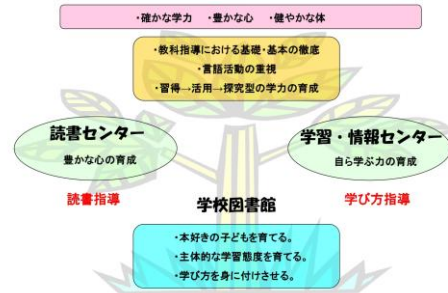 ・確かな学力　・豊かな心　・健やかな体
・教科指導における基礎・基本の徹底
・言語活動の重視
・習得→活用→探究型の学力の育成
読書センター
豊かな心の育成
読書指導
学習・情報センター
自ら学ぶ力の育成
学び方指導
学校図書館
・本好きの子どもを育てる。
・主体的な学習態度を育てる。
・学び方を身に付けさせる。